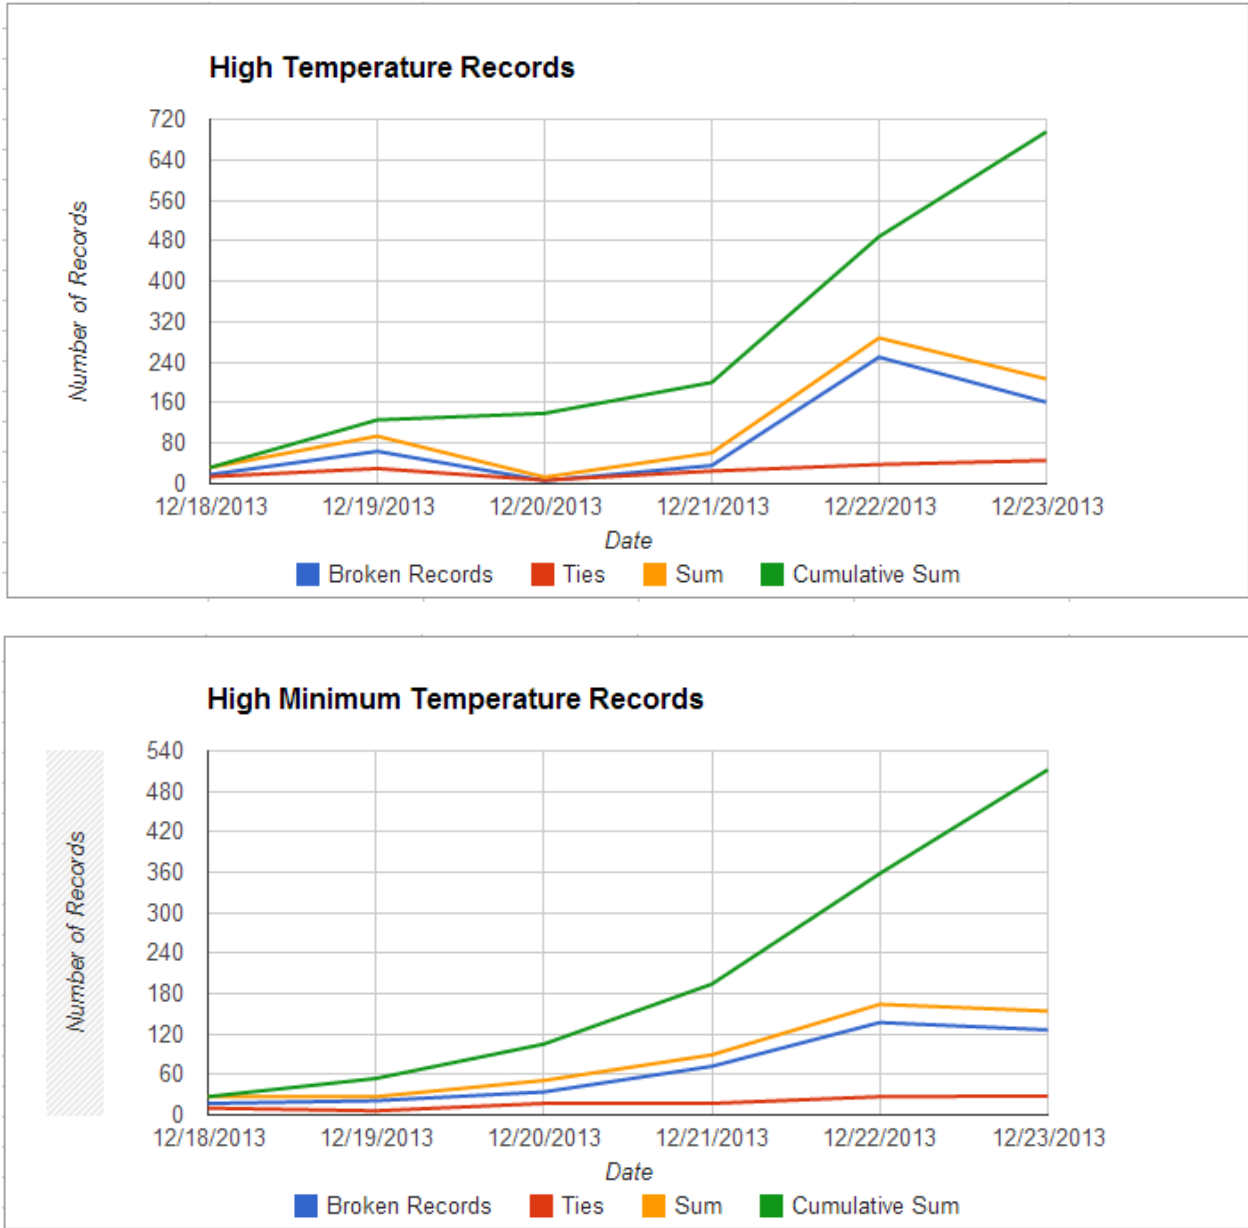 High Temperature Records
720
640
560
480
400
320
240
160
80
0
Number of Records
12/18/2013 12/19/2013 12/20/2013 12/21/2013 12/22/2013 12/23/2013
Date
Broken Records Ties Sum Cumulative Sum
High Minimum Temperature Records
540
480
420
360
300
240
180
120
60
0
Number of Records
12/18/2013 12/19/2013 12/20/2013 12/21/2013 12/22/2013 12/23/2013
Date
Broken Records Ties Sum Cumulative Sum